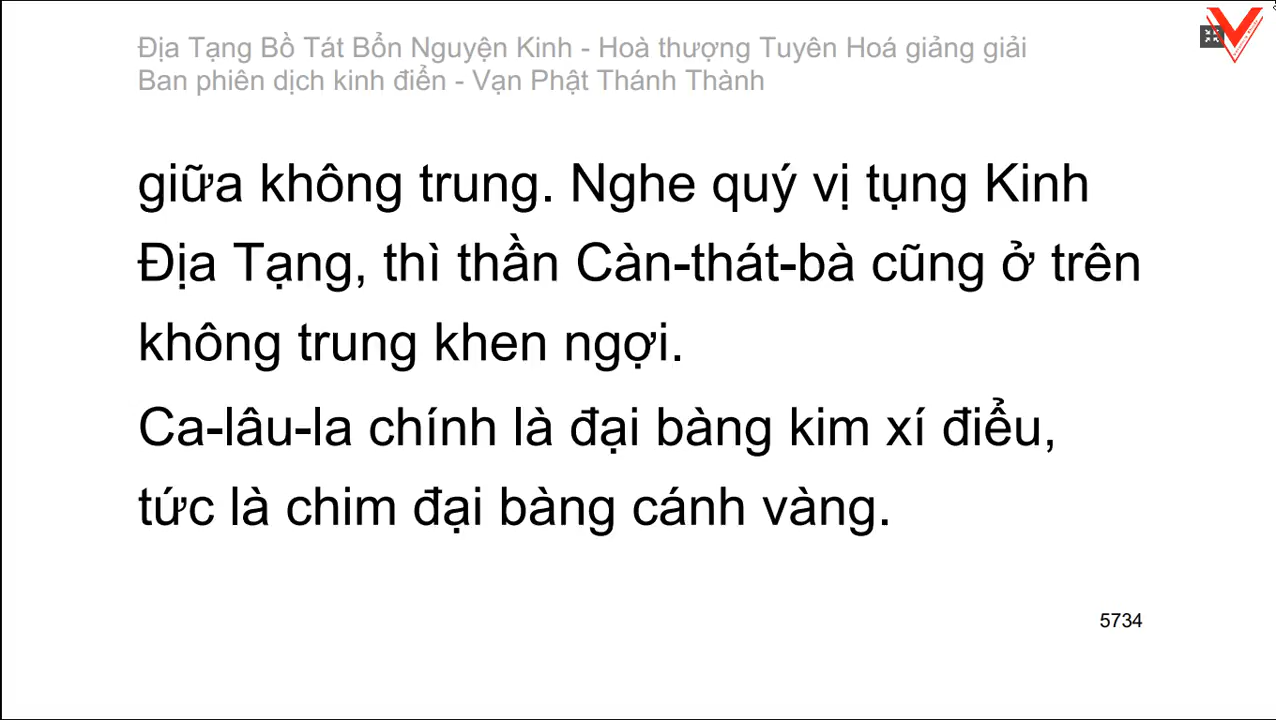 Địa Tạng Bồ Tát Bổn Nguyện Kinh - Hoà thượng Tuyên Hoá giảng giải
Ban phiên dịch kinh điển - Vạn Phật Thánh Thành
giữa không trung. Nghe quý vị tụng Kinh
Địa Tạng, thì thần Càn-thát-bà cũng ở trên
không trung khen ngợi.
Ca-lâu-la chính là đại bàng kim xí điểu,
tức là chim đại bàng cánh vàng.
5734